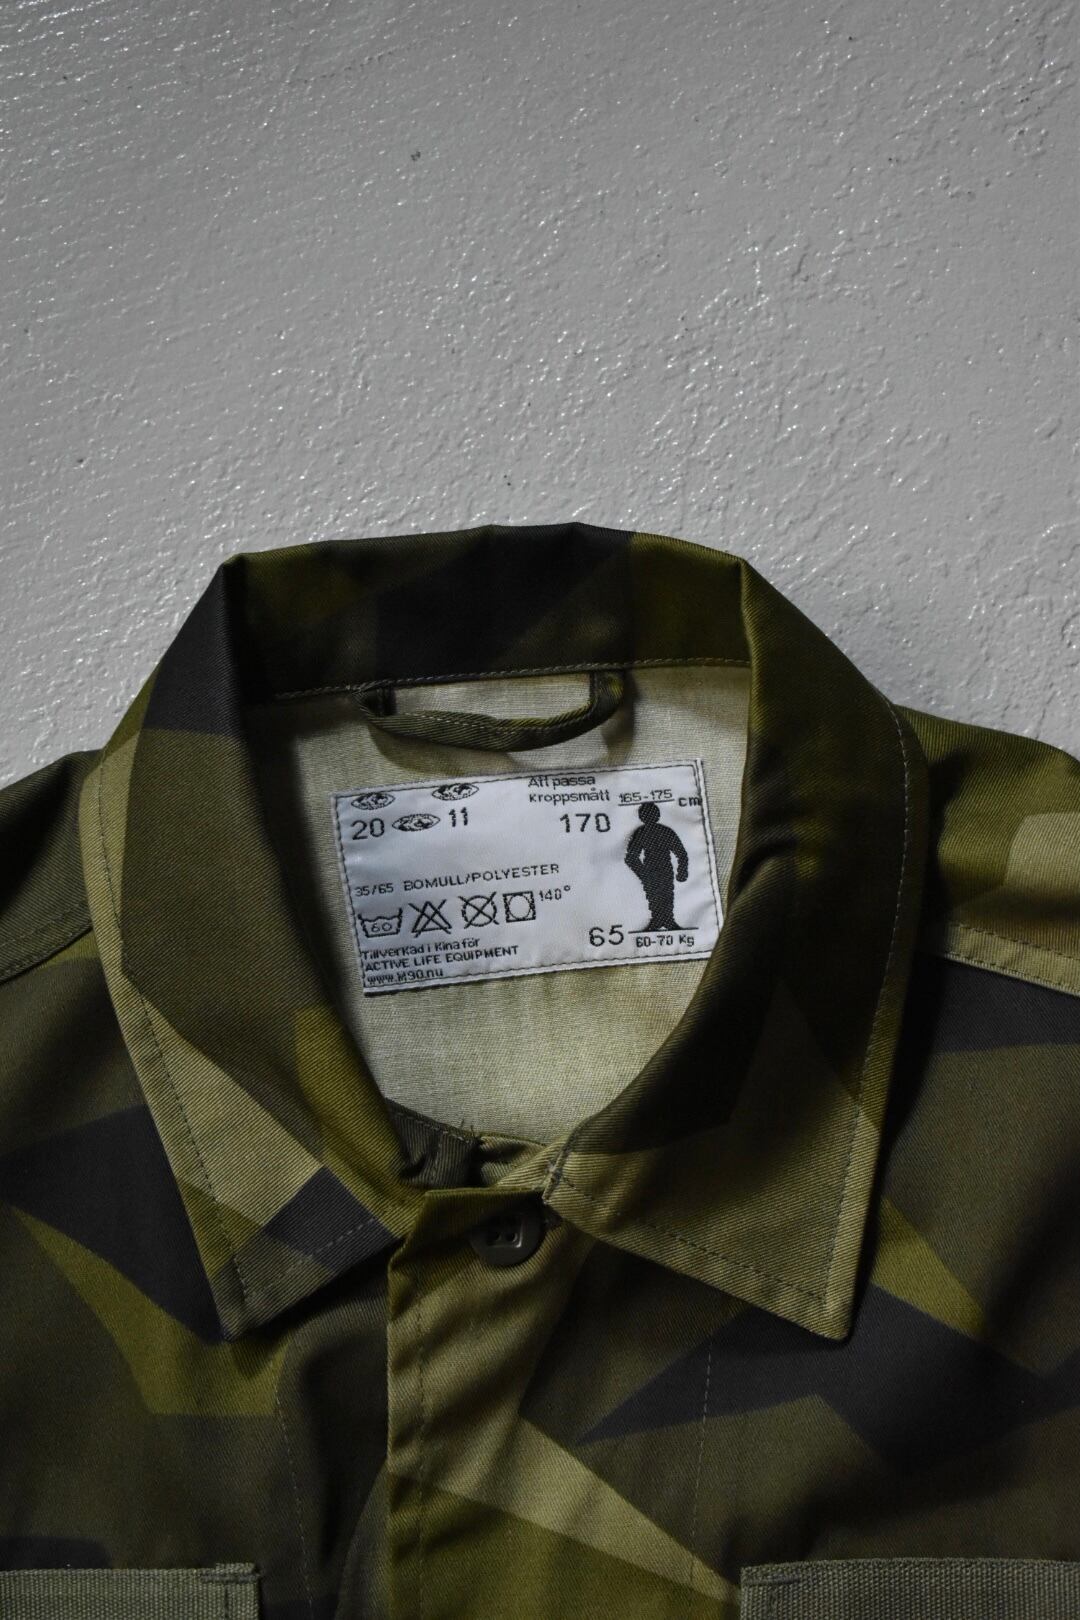 Att passa
Kroppsmått 165-175 cm
20 11 170
35/65 BOMULL/POLYESTER
60 140°
65 60-70 Kg
Tillverkad i Kina för
ACTIVE LIFE EQUIPMENT
www.M90.nu